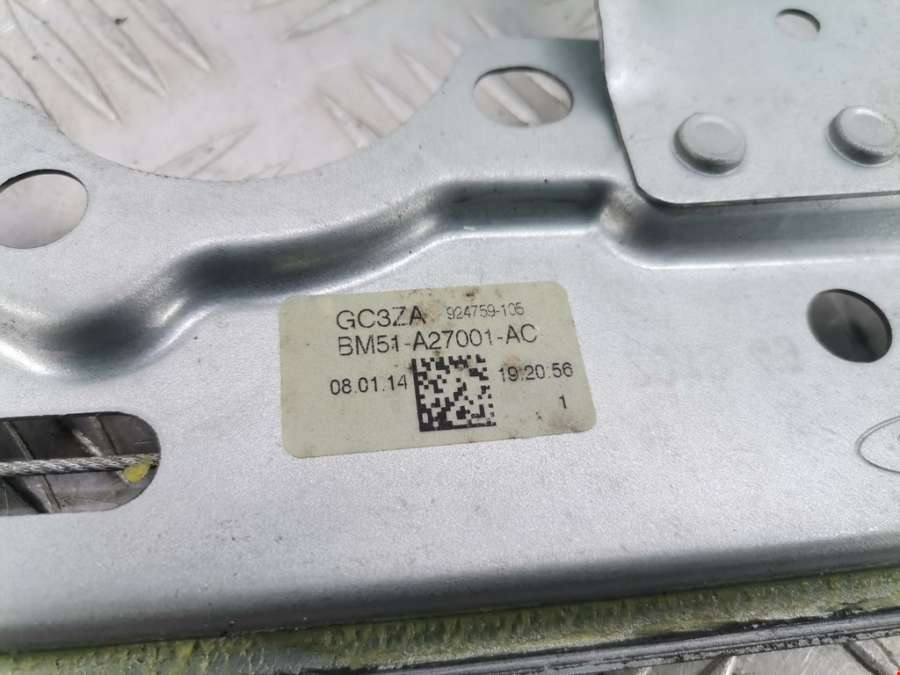 GC3ZA 924759-105
BM51-A27001-AC
08.01.14 19:20:56
1